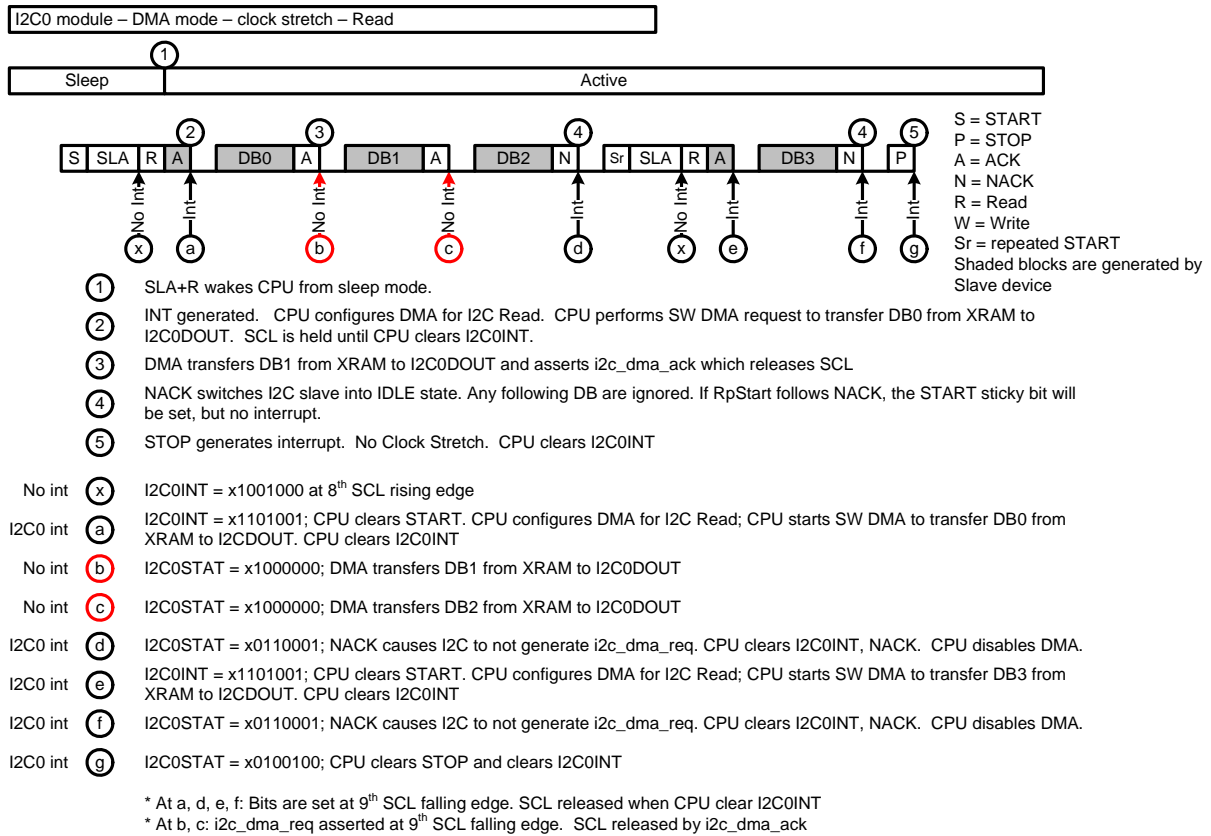 I2C0 module – DMA mode – clock stretch – Read
1
Sleep
Active
2
3
4
4
5
S
SLA
R
A
DB0
A
DB1
A
DB2
N
Sr
SLA
R
A
DB3
N
P
S = START
P = STOP
A = ACK
N = NACK
R = Read
W = Write
Sr = repeated START
Shaded blocks are generated by
Slave device
No Int
Int
No Int
No Int
Int
No Int
Int
Int
Int
x
a
b
c
d
x
e
f
g
1 SLA+R wakes CPU from sleep mode.
2 INT generated. CPU configures DMA for I2C Read. CPU performs SW DMA request to transfer DB0 from XRAM to
I2C0DOUT. SCL is held until CPU clears I2C0INT.
3 DMA transfers DB1 from XRAM to I2C0DOUT and asserts i2c_dma_ack which releases SCL
4 NACK switches I2C slave into IDLE state. Any following DB are ignored. If RpStart follows NACK, the START sticky bit will
be set, but no interrupt.
5 STOP generates interrupt. No Clock Stretch. CPU clears I2C0INT
No int x I2C0INT = x1001000 at 8th SCL rising edge
I2C0 int a I2C0INT = x1101001; CPU clears START. CPU configures DMA for I2C Read; CPU starts SW DMA to transfer DB0 from
XRAM to I2CDOUT. CPU clears I2C0INT
No int b I2C0STAT = x1000000; DMA transfers DB1 from XRAM to I2C0DOUT
No int c I2C0STAT = x1000000; DMA transfers DB2 from XRAM to I2C0DOUT
I2C0 int d I2C0STAT = x0110001; NACK causes I2C to not generate i2c_dma_req. CPU clears I2C0INT, NACK. CPU disables DMA.
I2C0 int e I2C0INT = x1101001; CPU clears START. CPU configures DMA for I2C Read; CPU starts SW DMA to transfer DB3 from
XRAM to I2CDOUT. CPU clears I2C0INT
I2C0 int f I2C0STAT = x0110001; NACK causes I2C to not generate i2c_dma_req. CPU clears I2C0INT, NACK. CPU disables DMA.
I2C0 int g I2C0STAT = x0100100; CPU clears STOP and clears I2C0INT
* At a, d, e, f: Bits are set at 9th SCL falling edge. SCL released when CPU clear I2C0INT
* At b, c: i2c_dma_req asserted at 9th SCL falling edge. SCL released by i2c_dma_ack